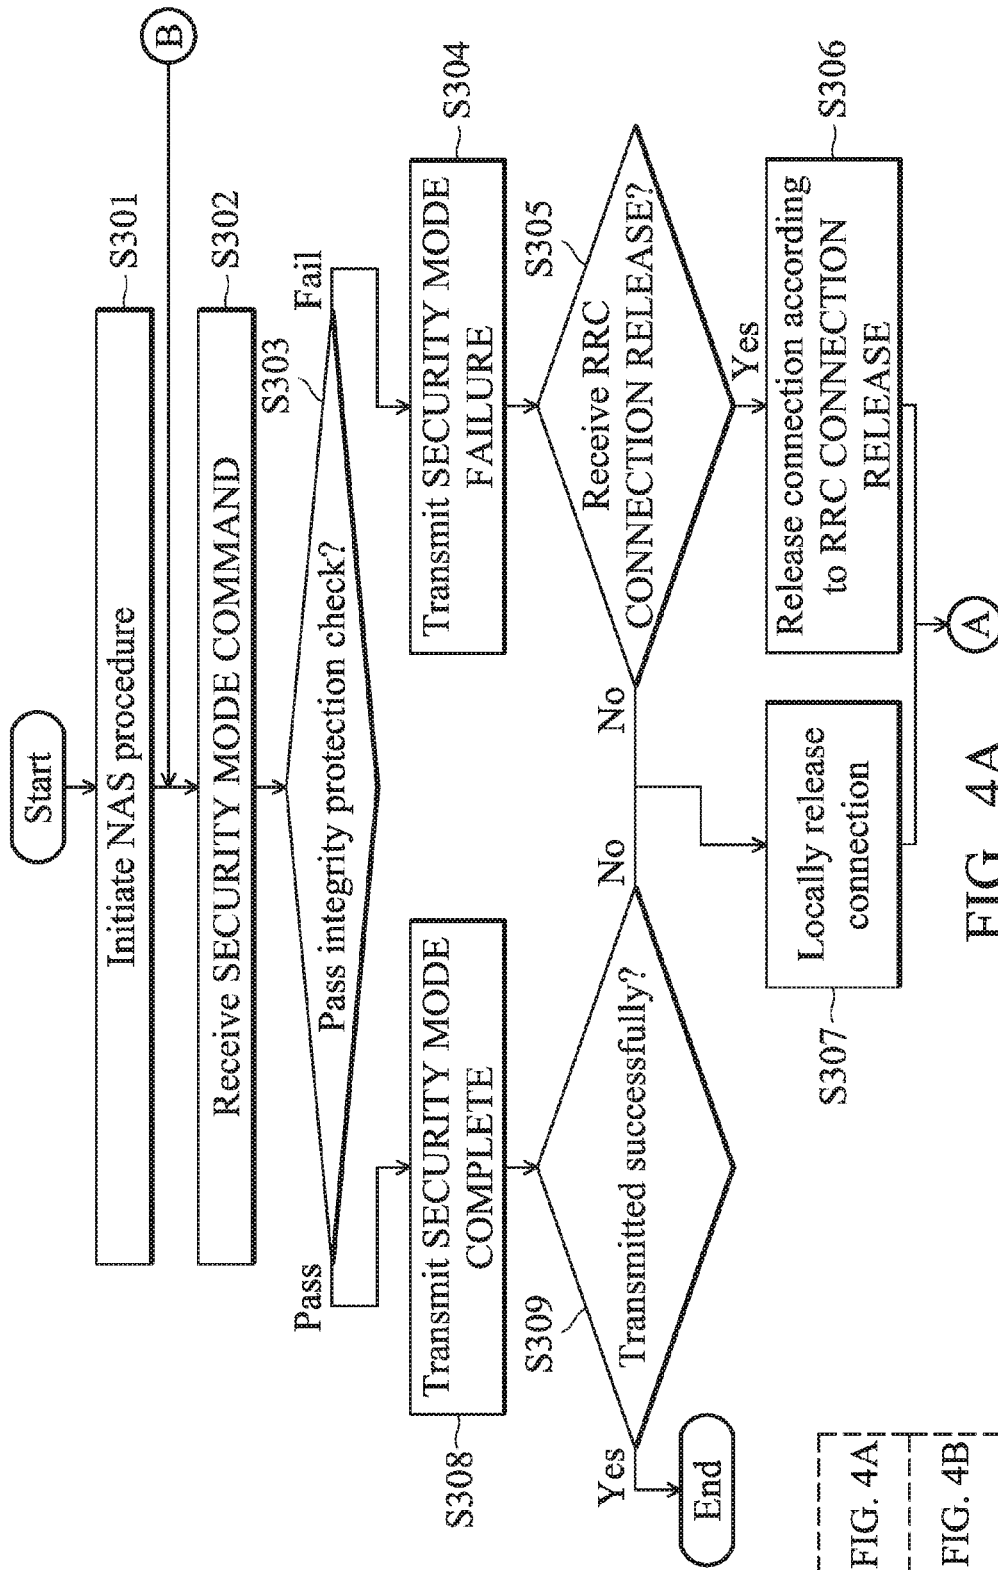 Start
Initiate NAS procedure
S301
B
Receive SECURITY MODE COMMAND
S302
Pass integrity protection check?
S303
Pass
Fail
Transmit SECURITY MODE
COMPLETE
S308
Transmit SECURITY MODE
FAILURE
S304
Transmitted successfully?
S309
Yes
No
End
Receive RRC
CONNECTION RELEASE?
S305
No
Yes
Locally release
connection
S307
Release connection according
to RRC CONNECTION
RELEASE
S306
A
FIG. 4A
FIG. 4A
FIG. 4B